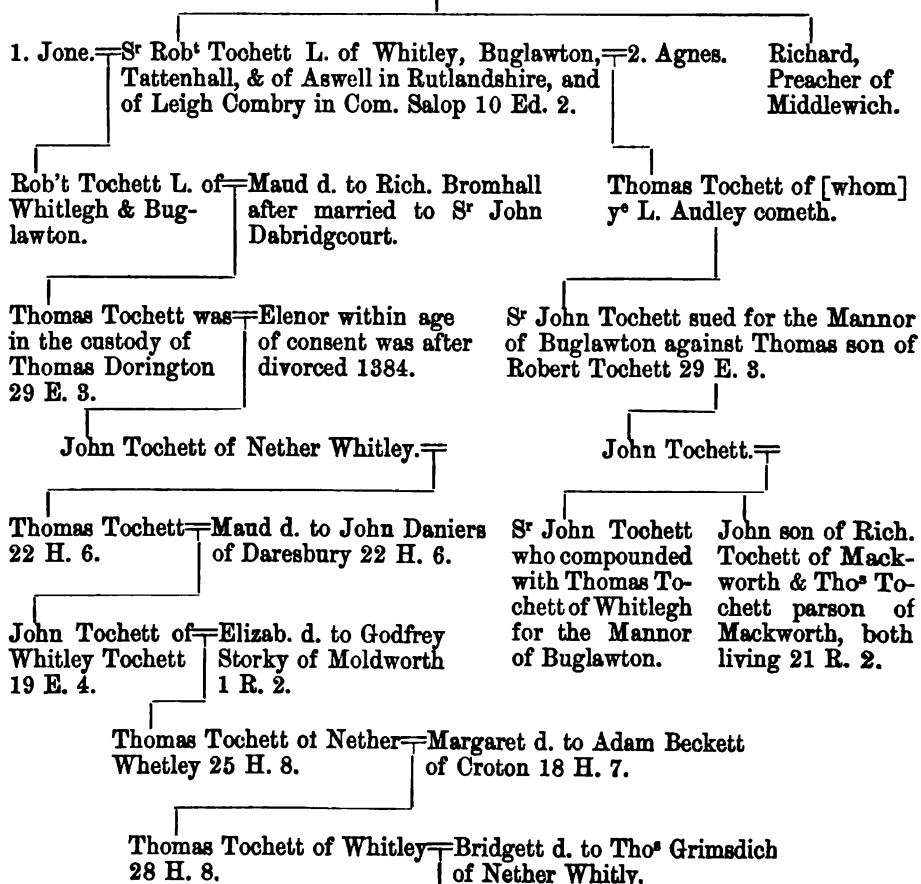 1. Jone. Sr Robt Tochett L. of Whitley, Buglawton, 2. Agnes.
Tattenhall, & of Aswell in Rutlandshire, and
of Leigh Combry in Com. Salop 10 Ed. 2.
Richard,
Preacher of
Middlewich.
Rob't Tochett L. of
Whitlegh & Bug-
lawton.
Maud d. to Rich. Bromhall
after married to Sr John
Dabridgcourt.
Thomas Tochett of [whom]
ye L. Audley cometh.
Thomas Tochett was
in the custody of
Thomas Dorington
29 E. 3.
Elenor within age
of consent was after
divorced 1384.
Sr John Tochett sued for the Mannor
of Buglawton against Thomas son of
Robert Tochett 29 E. 3.
John Tochett of Nether Whitley.
John Tochett.
Thomas Tochett
22 H. 6.
Maud d. to John Daniers
of Daresbury 22 H. 6.
Sr John Tochett
who compounded
with Thomas To-
chett of Whitlegh
for the Mannor
of Buglawton.
John son of Rich.
Tochett of Mack-
worth & Thos To-
chett parson of
Mackworth, both
living 21 R. 2.
John Tochett of
Whitley Tochett
19 E. 4.
Elizab. d. to Godfrey
Storky of Moldworth
1 R. 2.
Thomas Tochett of Nether
Whetley 25 H. 8.
Margaret d. to Adam Beckett
of Croton 18 H. 7.
Thomas Tochett of Whitley
28 H. 8.
Bridgett d. to Thos Grimsdich
of Nether Whitly.